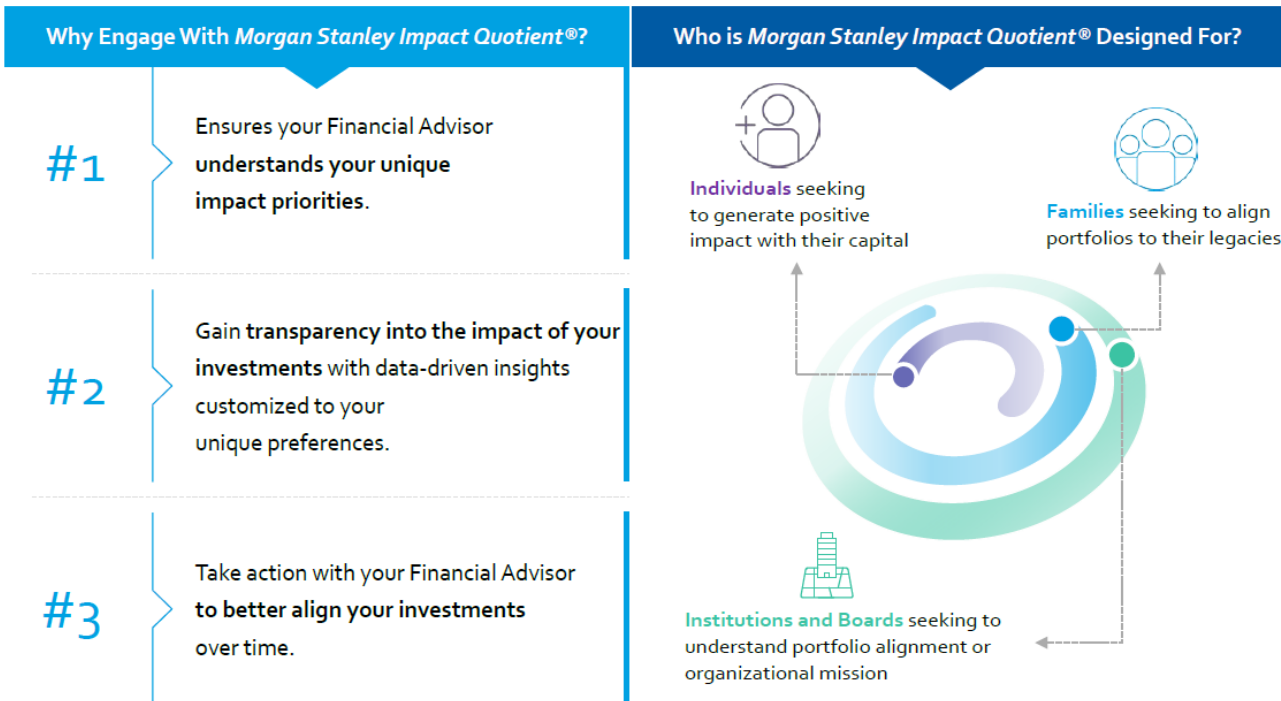 Why Engage With Morgan Stanley Impact Quotient®?
#1
Ensures your Financial Advisor
understands your unique
impact priorities.
#2
Gain transparency into the impact of your
investments with data-driven insights
customized to your
unique preferences.
#3
Take action with your Financial Advisor
to better align your investments
over time.
Who is Morgan Stanley Impact Quotient® Designed For?
Individuals seeking
to generate positive
impact with their capital
Families seeking to align
portfolios to their legacies
Institutions and Boards seeking to
understand portfolio alignment or
organizational mission